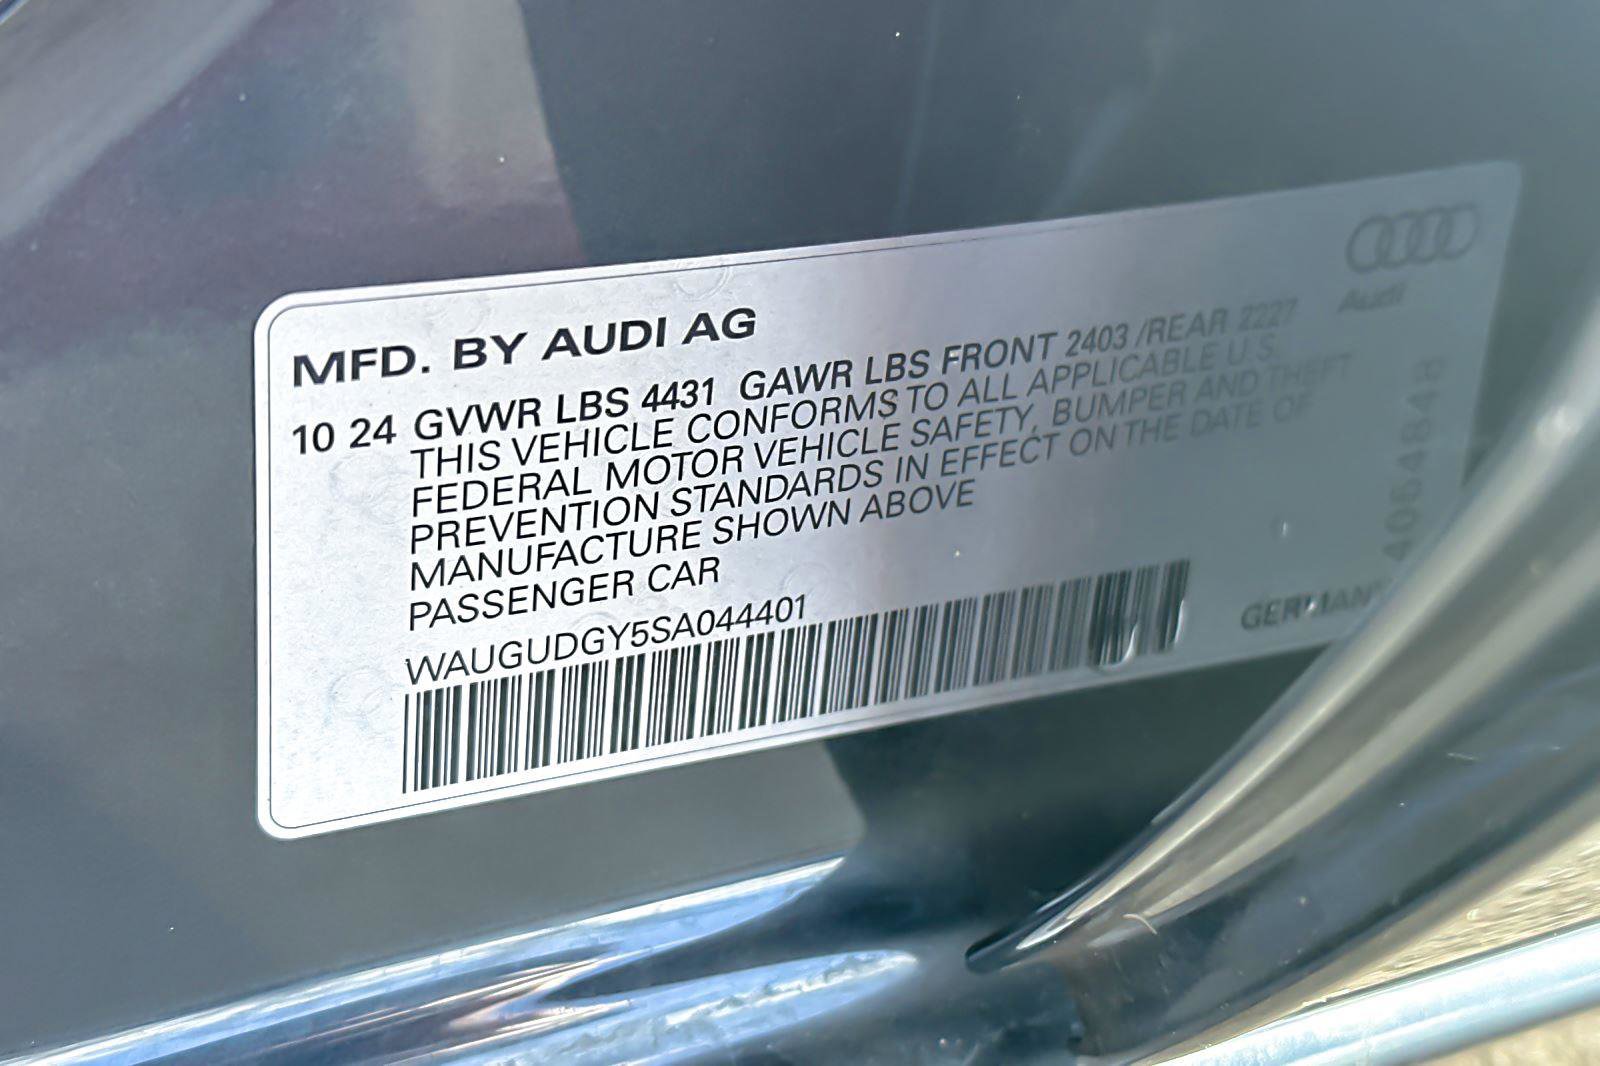 MFD. BY AUDI AG
Audi
10 24 GVWR LBS 4431 GAWR LBS FRONT 2403 /REAR 2227
THIS VEHICLE CONFORMS TO ALL APPLICABLE U.S.
FEDERAL MOTOR VEHICLE SAFETY, BUMPER AND THEFT
PREVENTION STANDARDS IN EFFECT ON THE DATE OF
MANUFACTURE SHOWN ABOVE
PASSENGER CAR
WAUGUDGY5SA044401
GERMANY